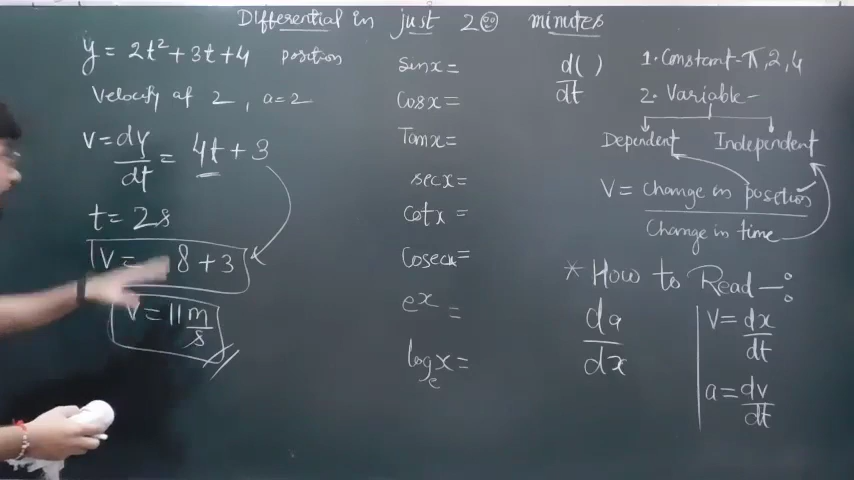 Differential in just 20 minutes
y = 2t² + 3t + 4 position
Velocity at 2, a = 2
V = dy/dt = 4t + 3
t = 2s
V = 8 + 3
V = 11 m/s
sinx =
Cosx =
Tanx =
secx =
Cotx =
Cosecx =
eˣ =
logₑx =
d( )/dt
1. Constant - π, 2, 4
2. Variable -
Dependent Independent
V = Change in position
Change in time
* How to Read - :
da/dx
V = dx/dt
a = dv/dt